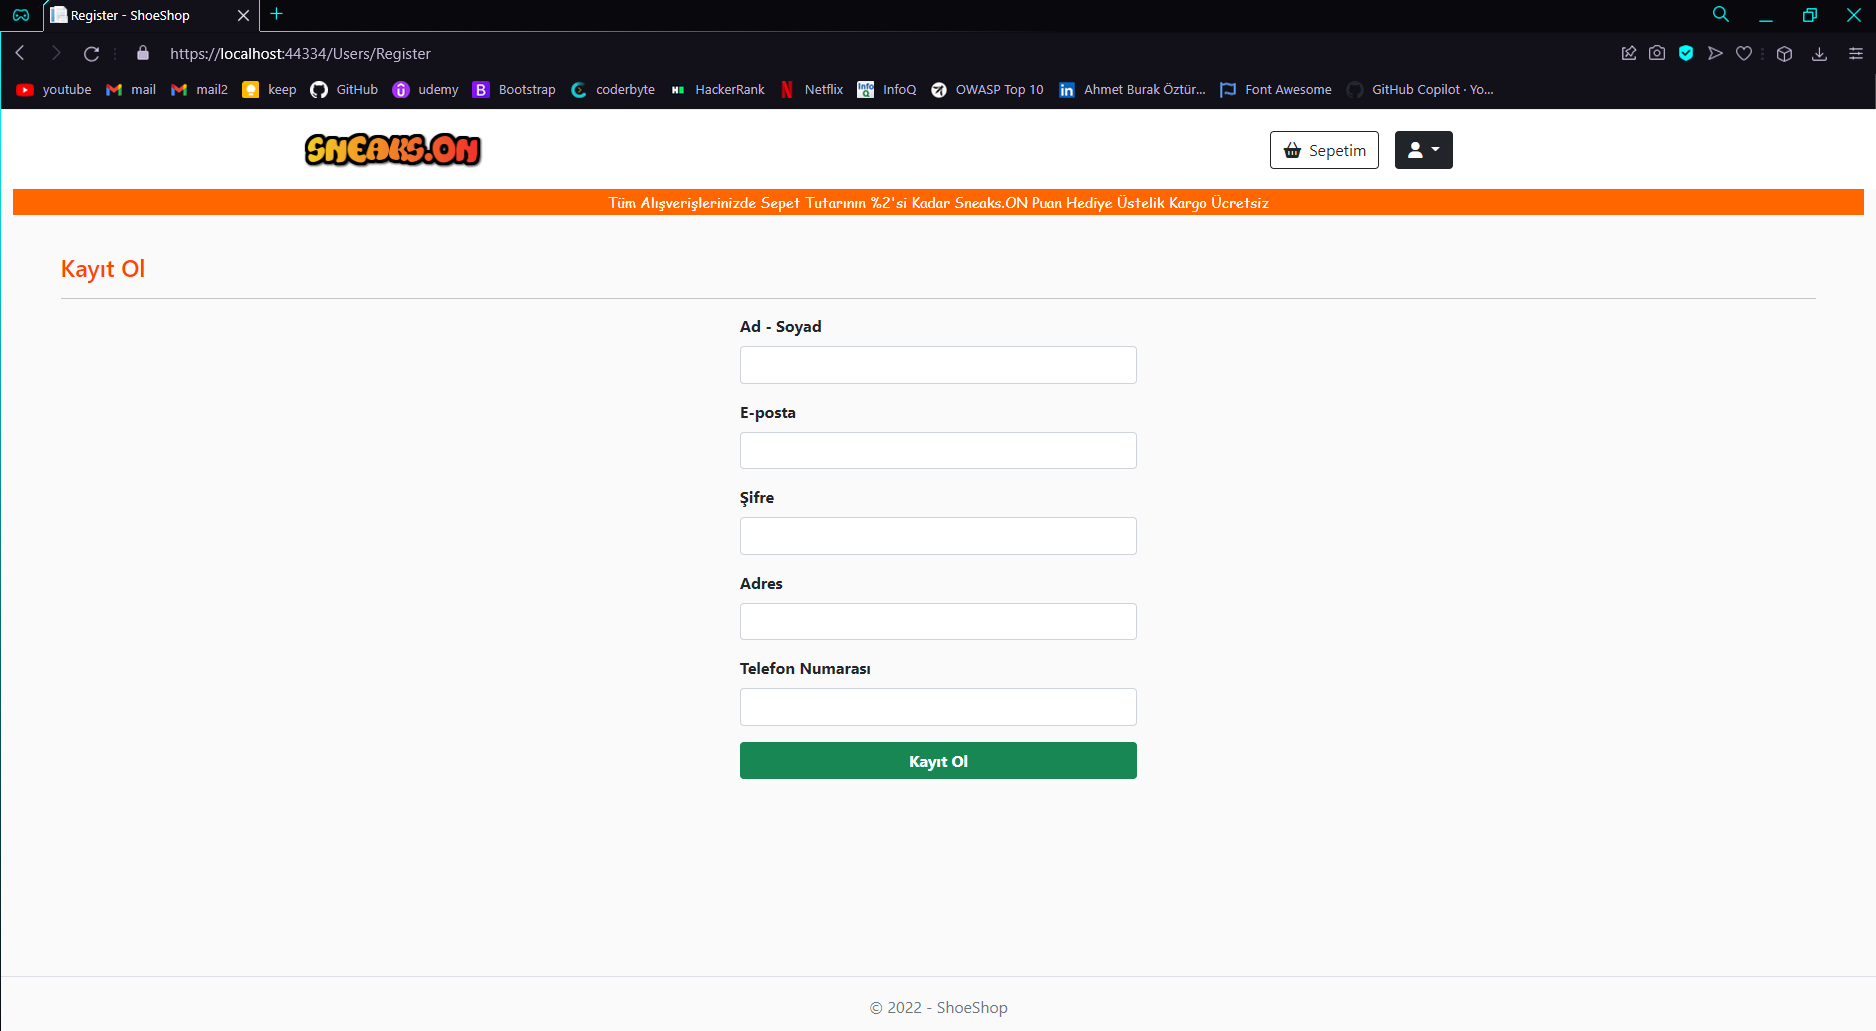 Register - ShoeShop
https://localhost:44334/Users/Register
youtube mail mail2 keep GitHub udemy Bootstrap coderbyte HackerRank Netflix InfoQ OWASP Top 10 Ahmet Burak Öztür... Font Awesome GitHub Copilot · Yo...
SNEAKS.ON
Sepetim
Tüm Alışverişlerinizde Sepet Tutarının %2'si Kadar Sneaks.ON Puan Hediye Üstelik Kargo Ücretsiz
Kayıt Ol
Ad - Soyad
E-posta
Şifre
Adres
Telefon Numarası
Kayıt Ol
© 2022 - ShoeShop